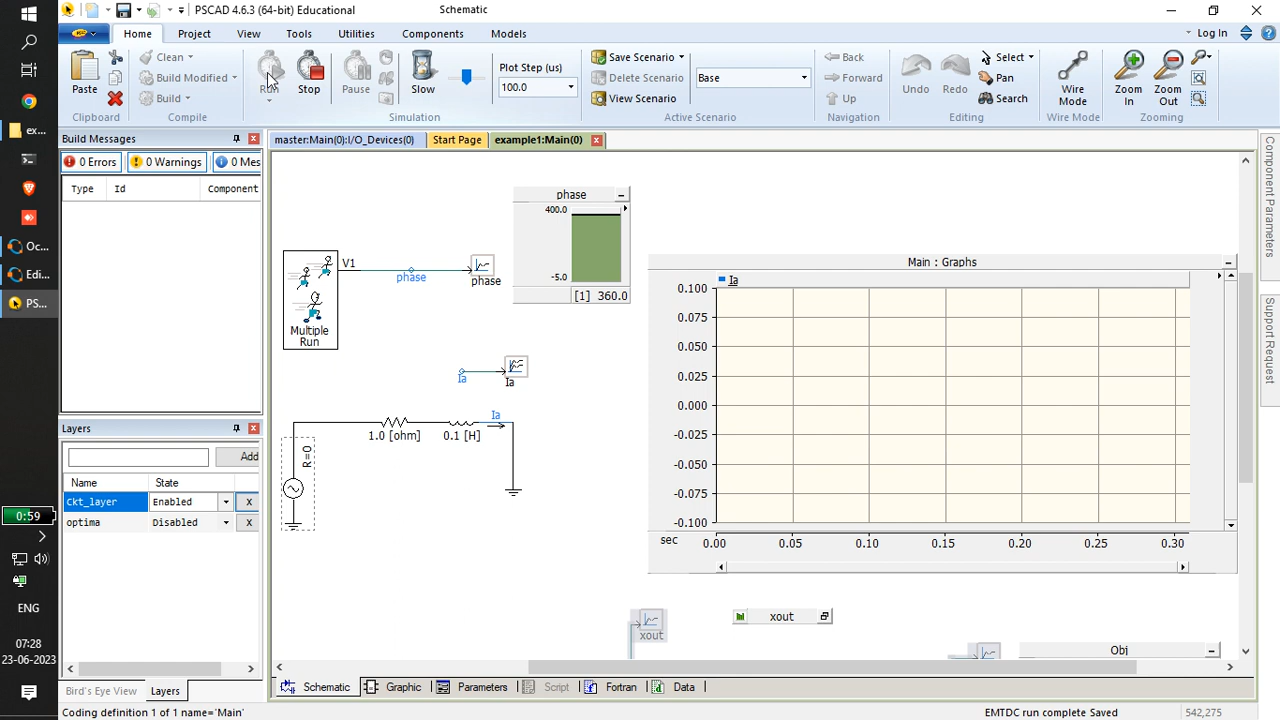 PSCAD 4.6.3 (64-bit) Educational
Schematic
Home
Project
View
Tools
Utilities
Components
Models
Log In
Paste
Clipboard
Clean
Build Modified
Build
Compile
Run
Stop
Pause
Slow
Plot Step (us)
100.0
Simulation
Save Scenario
Delete Scenario
View Scenario
Base
Active Scenario
Back
Forward
Up
Navigation
Undo
Redo
Select
Pan
Search
Editing
Wire Mode
Wire Mode
Zoom In
Zoom Out
Zooming
Build Messages
0 Errors
0 Warnings
0 Mes
Type
Id
Component
master:Main(0):I/O_Devices(0)
Start Page
example1:Main(0)
Component Parameters
Support Request
ex...
Oc...
Edi...
PS...
0:59
ENG
07:28
23-06-2023
Layers
Add
Name
State
Ckt_layer
Enabled
x
optima
Disabled
x
Bird's Eye View
Layers
V1
phase
phase
Multiple
Run
phase
400.0
-5.0
[1] 360.0
Ia
Ia
Ia
1.0 [ohm]
0.1 [H]
R=0
Main : Graphs
Ia
0.100
0.075
0.050
0.025
0.000
-0.025
-0.050
-0.075
-0.100
sec
0.00
0.05
0.10
0.15
0.20
0.25
0.30
xout
xout
Obj
Schematic
Graphic
Parameters
Script
Fortran
Data
Coding definition 1 of 1 name='Main'
EMTDC run complete Saved
542,275